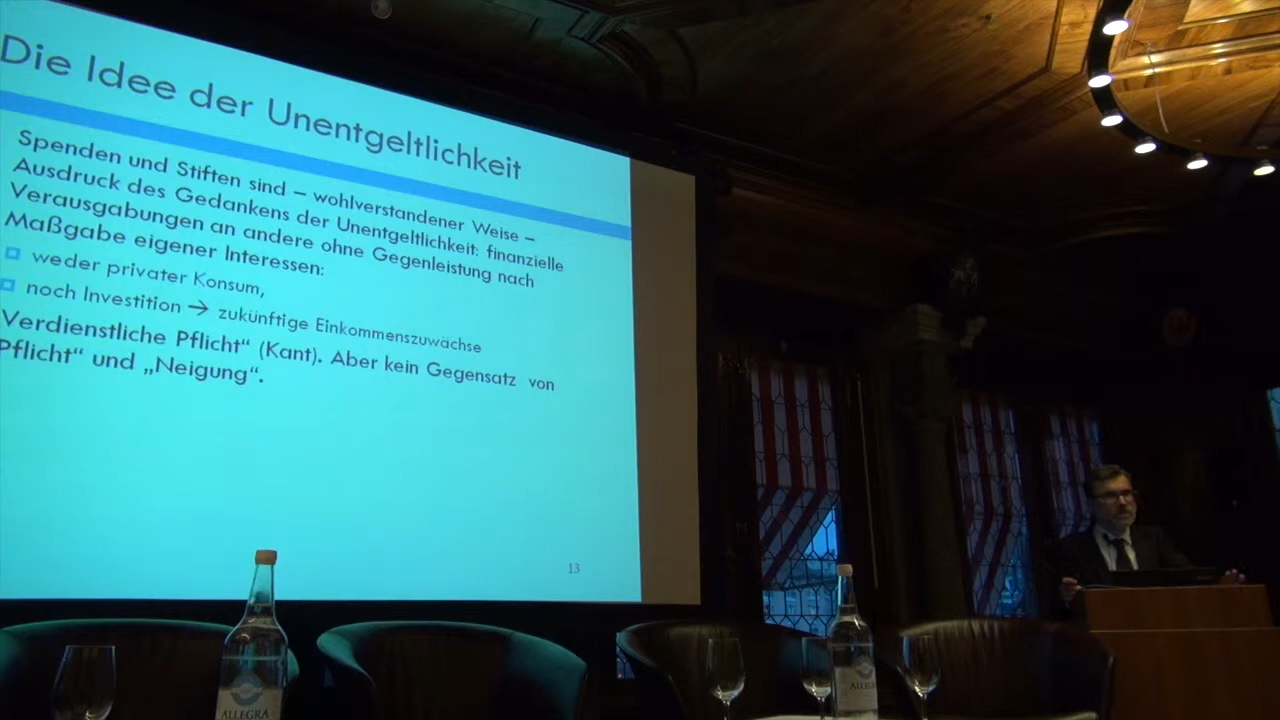 Die Idee der Unentgeltlichkeit
Spenden und Stiften sind – wohlverstandener Weise –
Ausdruck des Gedankens der Unentgeltlichkeit: finanzielle
Verausgabungen an andere ohne Gegenleistung nach
Maßgabe eigener Interessen:
weder privater Konsum,
noch Investition → zukünftige Einkommenszuwächse
Verdienstliche Pflicht“ (Kant). Aber kein Gegensatz von
Pflicht“ und „Neigung“.
13
ALLEGRA
ALLEGRA